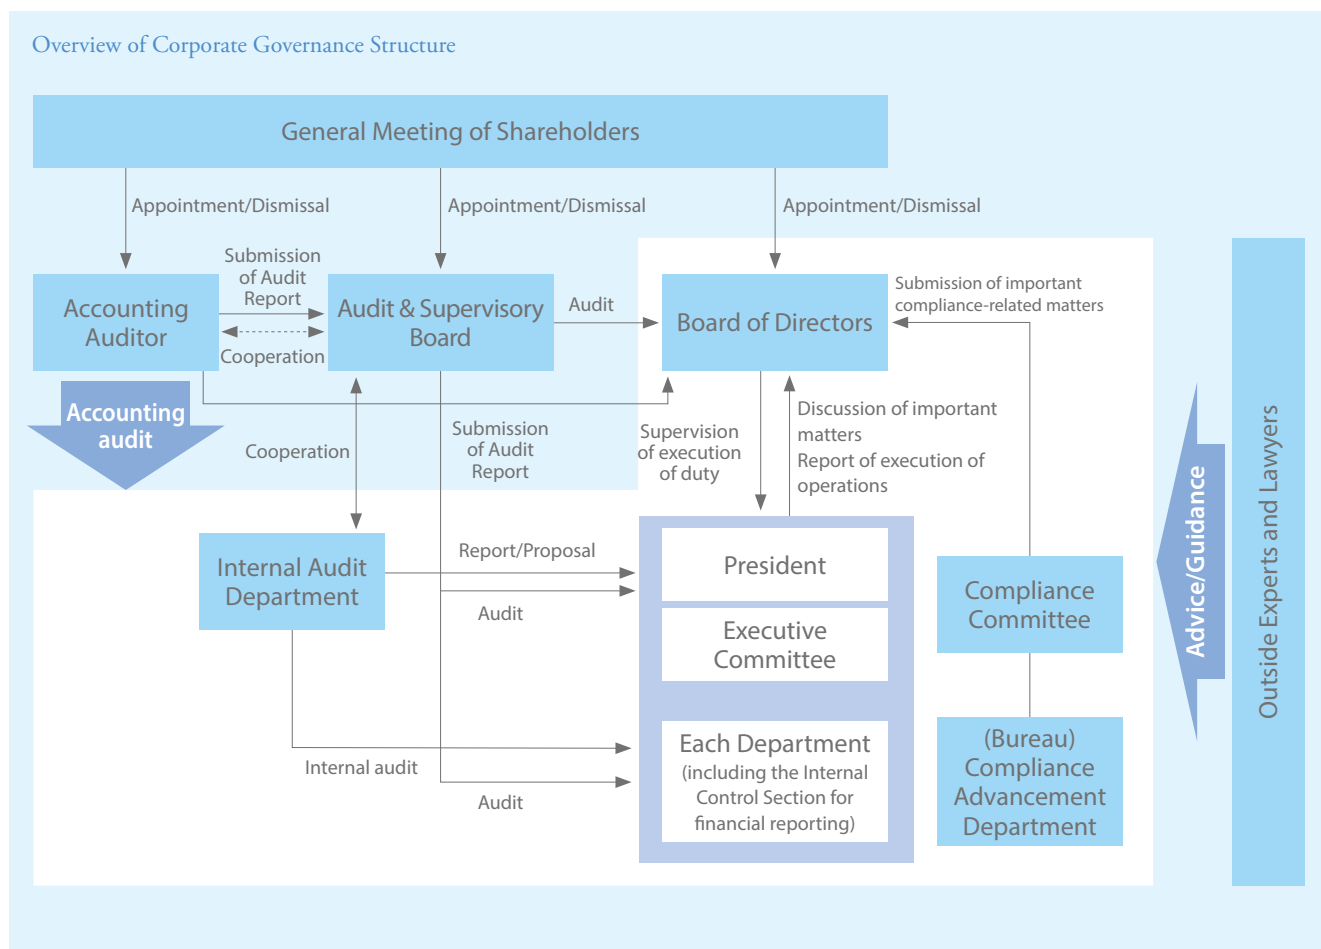 Overview of Corporate Governance Structure
General Meeting of Shareholders
Appointment/Dismissal
Appointment/Dismissal
Appointment/Dismissal
Submission
of Audit
Report
Accounting
Auditor
Cooperation
Audit & Supervisory
Board
Audit
Board of Directors
Submission of important
compliance-related matters
Accounting
audit
Cooperation
Submission
of Audit
Report
Supervision
of execution
of duty
Discussion of important
matters
Report of execution of
operations
Internal Audit
Department
Report/Proposal
Audit
President
Executive
Committee
Compliance
Committee
Internal audit
Audit
Each Department
(including the Internal
Control Section for
financial reporting)
(Bureau)
Compliance
Advancement
Department
Advice/Guidance
Outside Experts and Lawyers